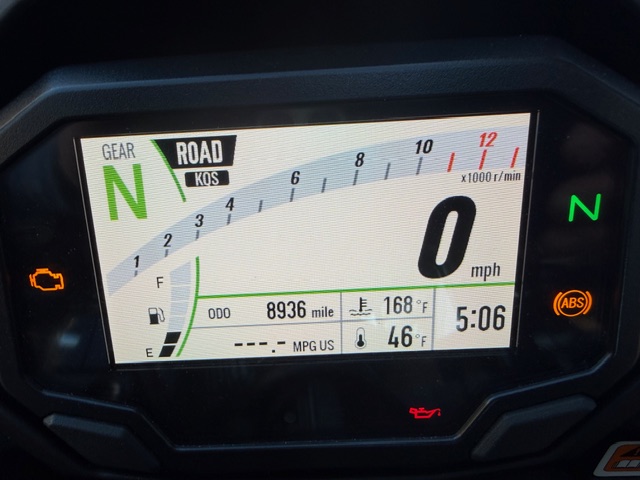 GEAR
N
ROAD
KQS
1 2 3 4 6 8 10 12
x1000 r/min
0 mph
N
F
E
ODO 8936 mile
168 °F
---.- MPG US
46 °F
5:06
ABS